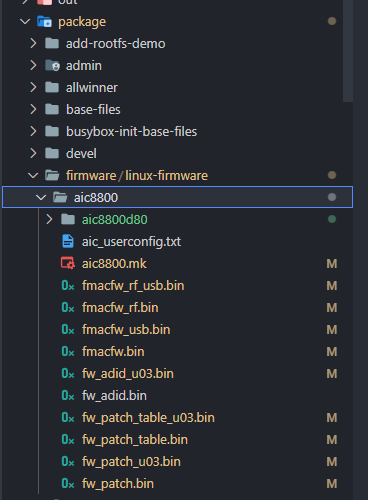 out
package
add-rootfs-demo
admin
allwinner
base-files
busybox-init-base-files
devel
firmware/linux-firmware
aic8800
aic8800d80
aic_userconfig.txt
aic8800.mk M
fmacfw_rf_usb.bin M
fmacfw_rf.bin M
fmacfw_usb.bin M
fmacfw.bin M
fw_adid_u03.bin M
fw_adid.bin
fw_patch_table_u03.bin M
fw_patch_table.bin M
fw_patch_u03.bin M
fw_patch.bin M